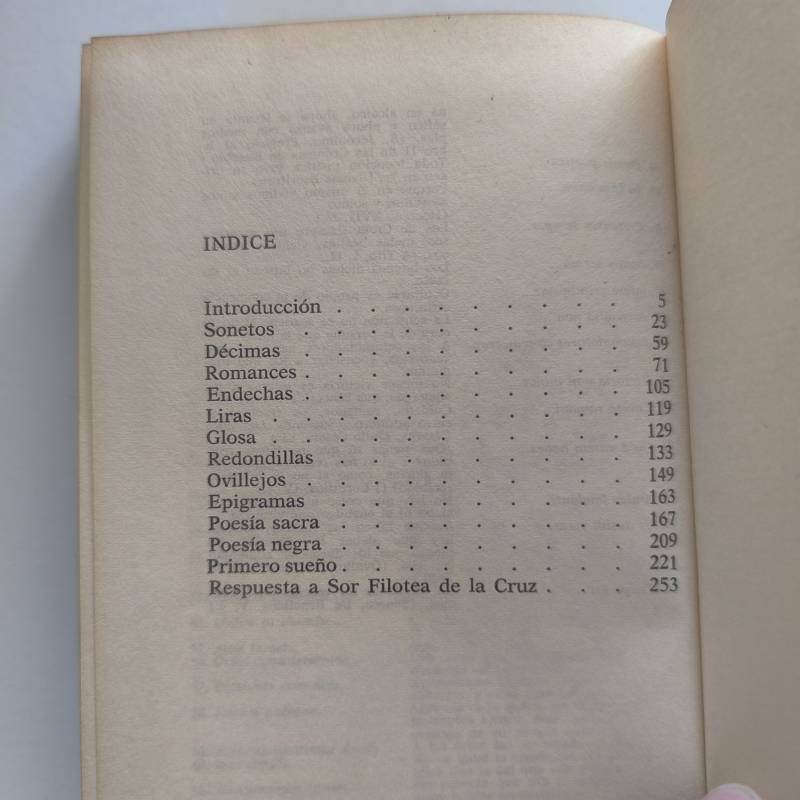 INDICE
Introducción . . . . . . . . . 5
Sonetos . . . . . . . . . . . 23
Décimas . . . . . . . . . . 59
Romances . . . . . . . . . . 71
Endechas . . . . . . . . . . 105
Liras . . . . . . . . . . . 119
Glosa . . . . . . . . . . . 129
Redondillas . . . . . . . . . 133
Ovillejos . . . . . . . . . . 149
Epigramas . . . . . . . . . 163
Poesía sacra . . . . . . . . . 167
Poesía negra . . . . . . . . . 209
Primero sueño . . . . . . . . . 221
Respuesta a Sor Filotea de la Cruz . . . 253